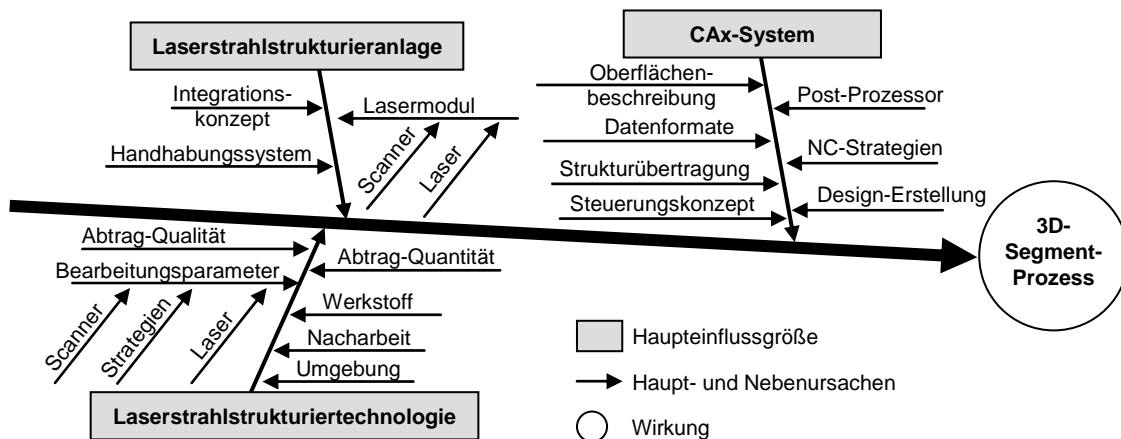 Laserstrahlstrukturieranlage
CAx-System
Integrations-
konzept
Lasermodul
Handhabungssystem
Scanner
Laser
Oberflächen-
beschreibung
Post-Prozessor
Datenformate
NC-Strategien
Strukturübertragung
Design-Erstellung
Steuerungskonzept
3D-
Segment-
Prozess
Abtrag-Qualität
Abtrag-Quantität
Bearbeitungsparameter
Scanner
Strategien
Laser
Werkstoff
Nacharbeit
Umgebung
Laserstrahlstrukturiertechnologie
Haupteinflussgröße
Haupt- und Nebenursachen
Wirkung